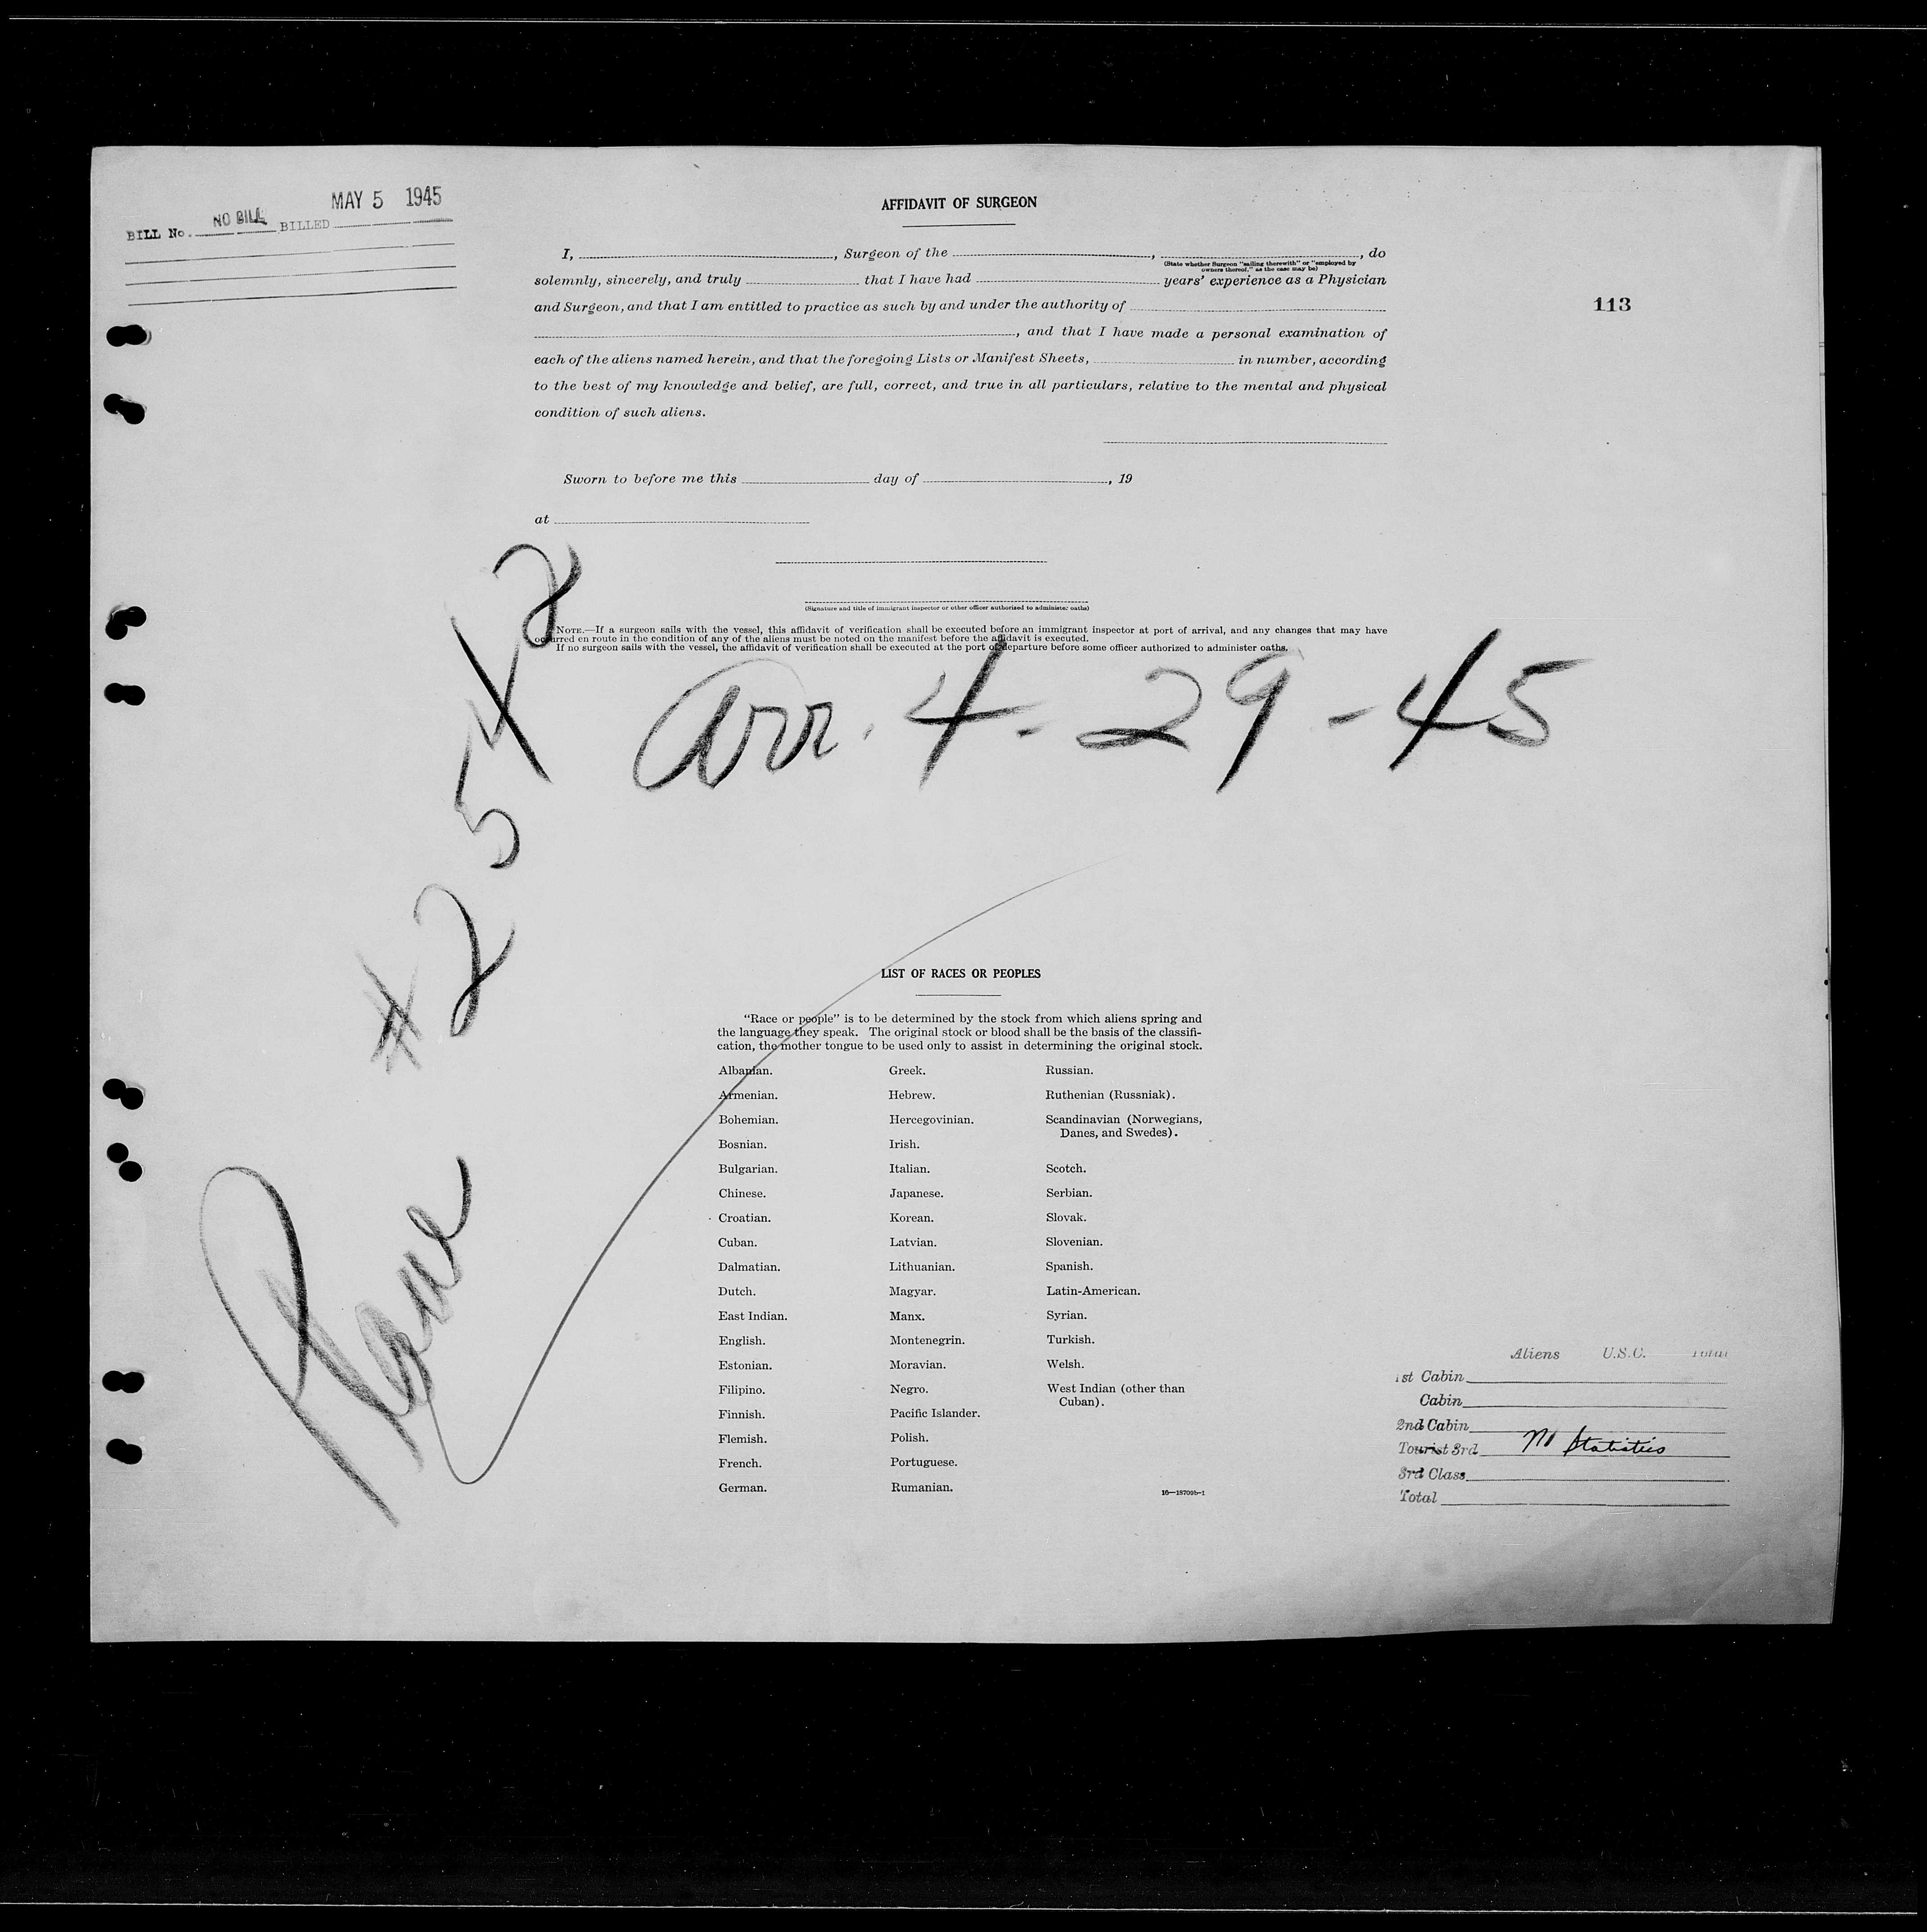 MAY 5 1945
BILL No. NO BILL BILLED
AFFIDAVIT OF SURGEON
I, , Surgeon of the , , do
(State whether Surgeon "sailing therewith" or "employed by
owners thereof," as the case may be)
solemnly, sincerely, and truly that I have had years' experience as a Physician
and Surgeon, and that I am entitled to practice as such by and under the authority of
113
, and that I have made a personal examination of
each of the aliens named herein, and that the foregoing Lists or Manifest Sheets, in number, according
to the best of my knowledge and belief, are full, correct, and true in all particulars, relative to the mental and physical
condition of such aliens.
Sworn to before me this day of , 19
at
(Signature and title of immigrant inspector or other officer authorized to administer oaths)
NOTE.—If a surgeon sails with the vessel, this affidavit of verification shall be executed before an immigrant inspector at port of arrival, and any changes that may have
occurred en route in the condition of any of the aliens must be noted on the manifest before the affidavit is executed.
If no surgeon sails with the vessel, the affidavit of verification shall be executed at the port of departure before some officer authorized to administer oaths.
Arr. 4-29-45
Plane #2542
LIST OF RACES OR PEOPLES
"Race or people" is to be determined by the stock from which aliens spring and
the language they speak. The original stock or blood shall be the basis of the classifi-
cation, the mother tongue to be used only to assist in determining the original stock.
Albanian.
Armenian.
Bohemian.
Bosnian.
Bulgarian.
Chinese.
Croatian.
Cuban.
Dalmatian.
Dutch.
East Indian.
English.
Estonian.
Filipino.
Finnish.
Flemish.
French.
German.
Greek.
Hebrew.
Hercegovinian.
Irish.
Italian.
Japanese.
Korean.
Latvian.
Lithuanian.
Magyar.
Manx.
Montenegrin.
Moravian.
Negro.
Pacific Islander.
Polish.
Portuguese.
Rumanian.
Russian.
Ruthenian (Russniak).
Scandinavian (Norwegians,
Danes, and Swedes).
Scotch.
Serbian.
Slovak.
Slovenian.
Spanish.
Latin-American.
Syrian.
Turkish.
Welsh.
West Indian (other than
Cuban).
16—18709b-1
Aliens U.S.C. Total
1st Cabin
Cabin
2nd Cabin
Tourist 3rd No Statistics
3rd Class
Total